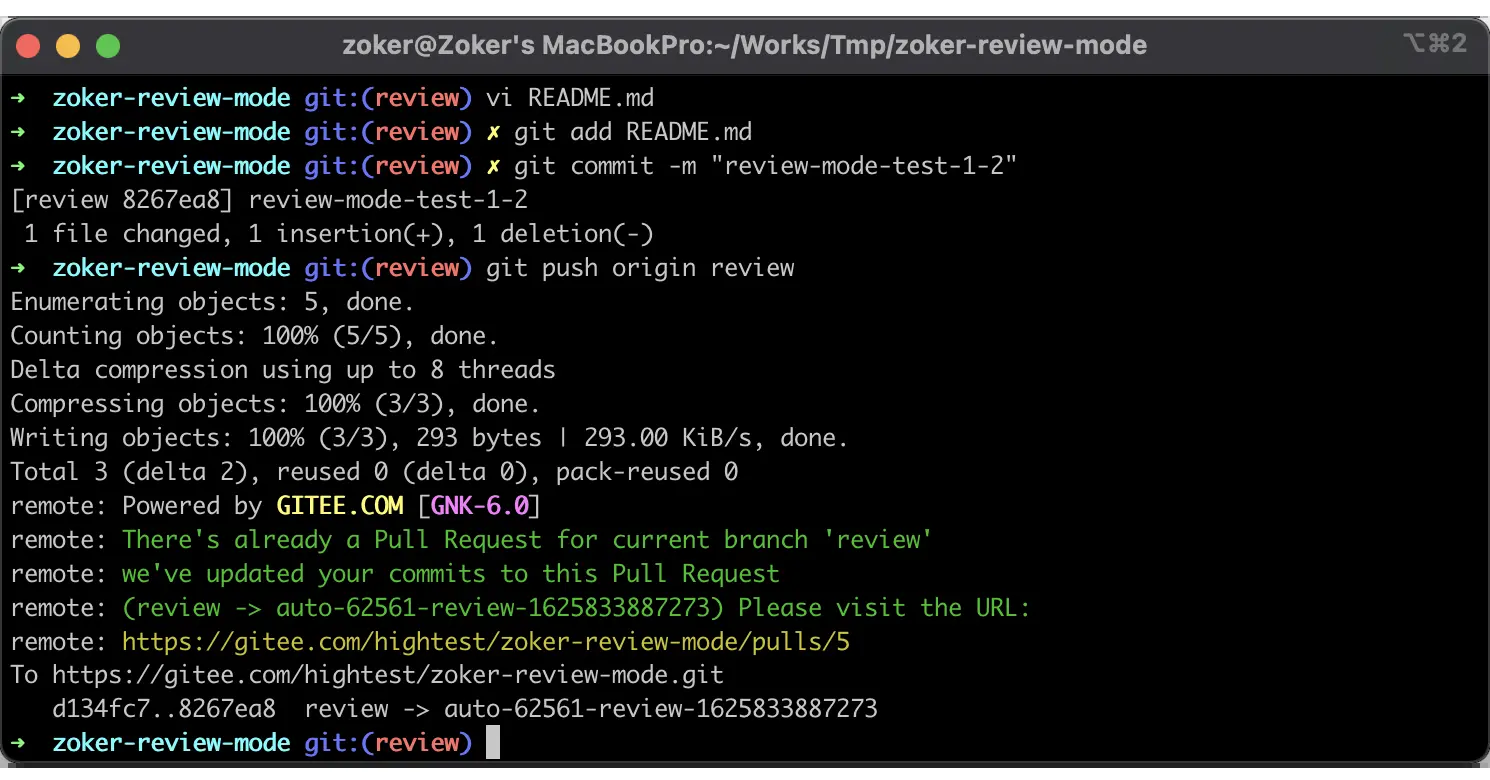 zoker@Zoker's MacBookPro:~/Works/Tmp/zoker-review-mode ⌥⌘2
→ zoker-review-mode git:(review) vi README.md
→ zoker-review-mode git:(review) ✗ git add README.md
→ zoker-review-mode git:(review) ✗ git commit -m "review-mode-test-1-2"
[review 8267ea8] review-mode-test-1-2
 1 file changed, 1 insertion(+), 1 deletion(-)
→ zoker-review-mode git:(review) git push origin review
Enumerating objects: 5, done.
Counting objects: 100% (5/5), done.
Delta compression using up to 8 threads
Compressing objects: 100% (3/3), done.
Writing objects: 100% (3/3), 293 bytes | 293.00 KiB/s, done.
Total 3 (delta 2), reused 0 (delta 0), pack-reused 0
remote: Powered by GITEE.COM [GNK-6.0]
remote: There's already a Pull Request for current branch 'review'
remote: we've updated your commits to this Pull Request
remote: (review -> auto-62561-review-1625833887273) Please visit the URL:
remote: https://gitee.com/hightest/zoker-review-mode/pulls/5
To https://gitee.com/hightest/zoker-review-mode.git
   d134fc7..8267ea8  review -> auto-62561-review-1625833887273
→ zoker-review-mode git:(review)